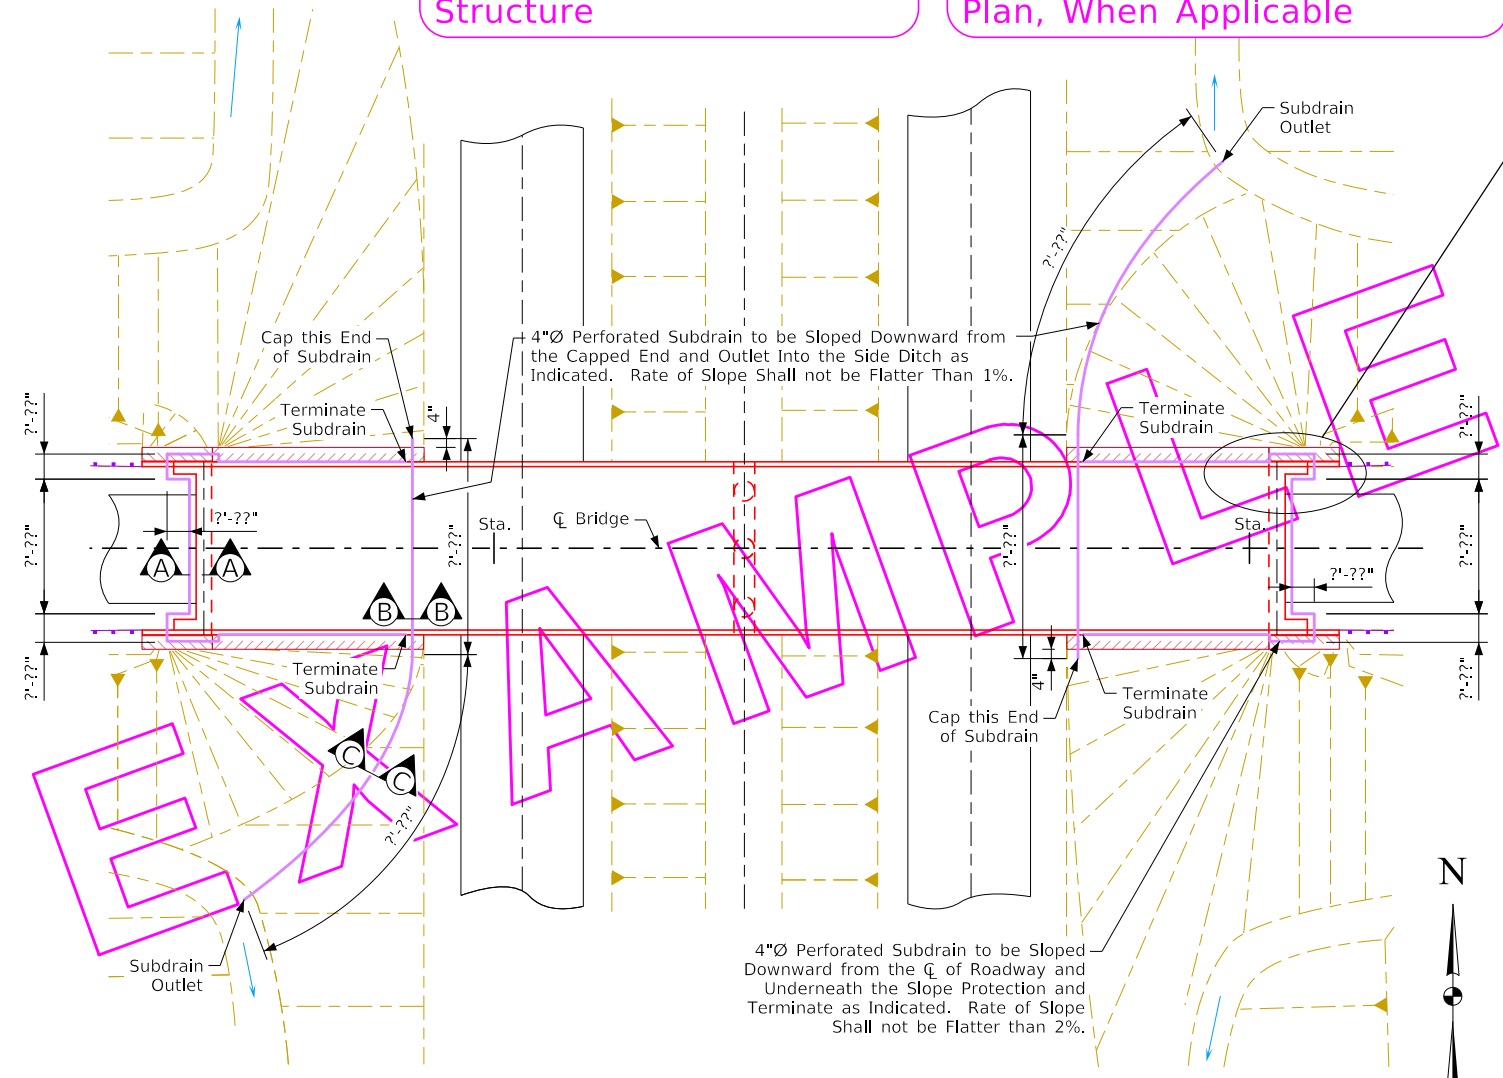 Structure
Plan, When Applicable
Subdrain
Outlet
?'-??"
Cap this End
of Subdrain
4"Ø Perforated Subdrain to be Sloped Downward from
the Capped End and Outlet Into the Side Ditch as
Indicated. Rate of Slope Shall not be Flatter Than 1%.
?'-??"
Terminate
Subdrain
4"
Terminate
Subdrain
?'-??"
?'-??"
?'-??"
Sta.
℄ Bridge
?'-??"
?'-??"
Sta.
?'-??"
A
A
?'-??"
B
B
?'-??"
Terminate
Subdrain
4"
Terminate
Subdrain
?'-??"
Cap this End
of Subdrain
C
C
?'-??"
EXAMPLE
N
Subdrain
Outlet
4"Ø Perforated Subdrain to be Sloped
Downward from the ℄ of Roadway and
Underneath the Slope Protection and
Terminate as Indicated. Rate of Slope
Shall not be Flatter than 2%.